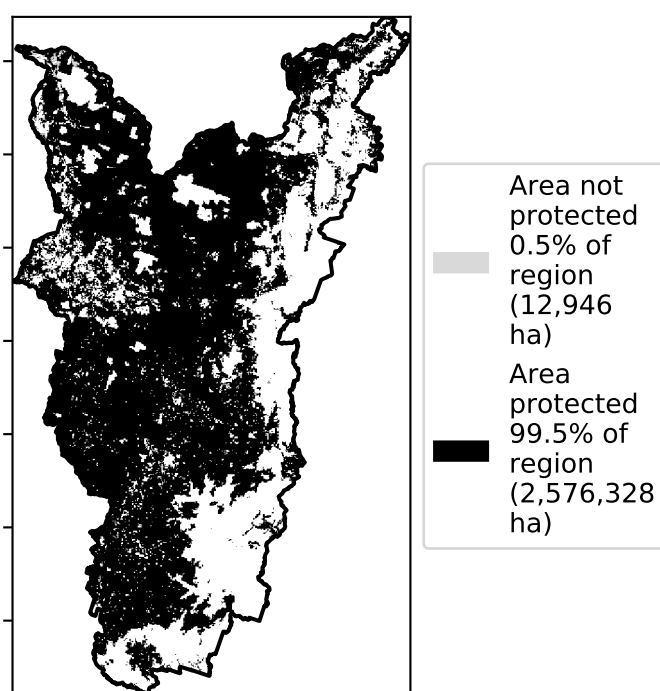 Area not
protected
0.5% of
region
(12,946
ha)
Area
protected
99.5% of
region
(2,576,328
ha)